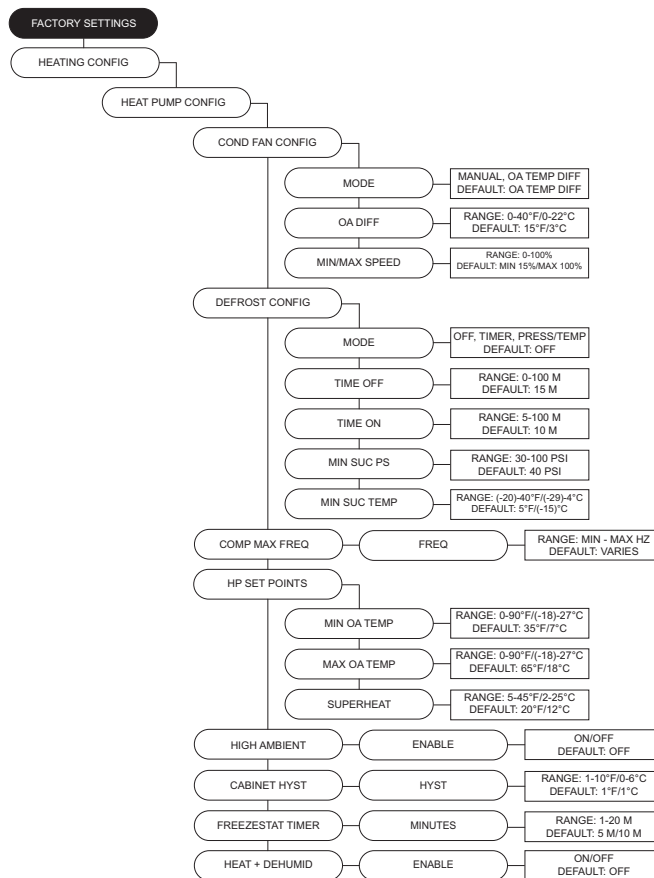 FACTORY SETTINGS
HEATING CONFIG
HEAT PUMP CONFIG
COND FAN CONFIG
MODE
MANUAL, OA TEMP DIFF
DEFAULT: OA TEMP DIFF
OA DIFF
RANGE: 0-40°F/0-22°C
DEFAULT: 15°F/3°C
MIN/MAX SPEED
RANGE: 0-100%
DEFAULT: MIN 15%/MAX 100%
DEFROST CONFIG
MODE
OFF, TIMER, PRESS/TEMP
DEFAULT: OFF
TIME OFF
RANGE: 0-100 M
DEFAULT: 15 M
TIME ON
RANGE: 5-100 M
DEFAULT: 10 M
MIN SUC PS
RANGE: 30-100 PSI
DEFAULT: 40 PSI
MIN SUC TEMP
RANGE: (-20)-40°F/(-29)-4°C
DEFAULT: 5°F/(-15)°C
COMP MAX FREQ
FREQ
RANGE: MIN - MAX HZ
DEFAULT: VARIES
HP SET POINTS
MIN OA TEMP
RANGE: 0-90°F/(-18)-27°C
DEFAULT: 35°F/7°C
MAX OA TEMP
RANGE: 0-90°F/(-18)-27°C
DEFAULT: 65°F/18°C
SUPERHEAT
RANGE: 5-45°F/2-25°C
DEFAULT: 20°F/12°C
HIGH AMBIENT
ENABLE
ON/OFF
DEFAULT: OFF
CABINET HYST
HYST
RANGE: 1-10°F/0-6°C
DEFAULT: 1°F/1°C
FREEZESTAT TIMER
MINUTES
RANGE: 1-20 M
DEFAULT: 5 M/10 M
HEAT + DEHUMID
ENABLE
ON/OFF
DEFAULT: OFF